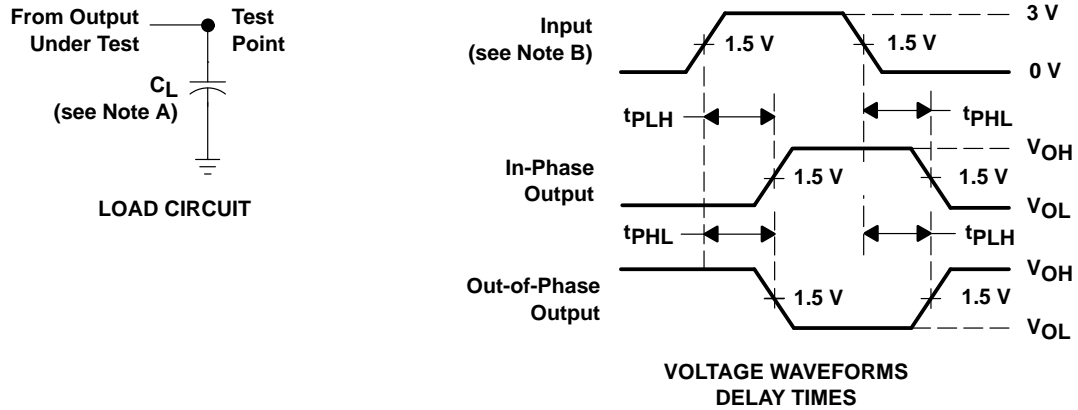 From Output
Under Test
Test
Point
CL
(see Note A)
LOAD CIRCUIT
Input
(see Note B)
1.5 V
1.5 V
3 V
0 V
tPLH
tPHL
In-Phase
Output
1.5 V
1.5 V
VOH
VOL
tPHL
tPLH
Out-of-Phase
Output
1.5 V
1.5 V
VOH
VOL
VOLTAGE WAVEFORMS
DELAY TIMES